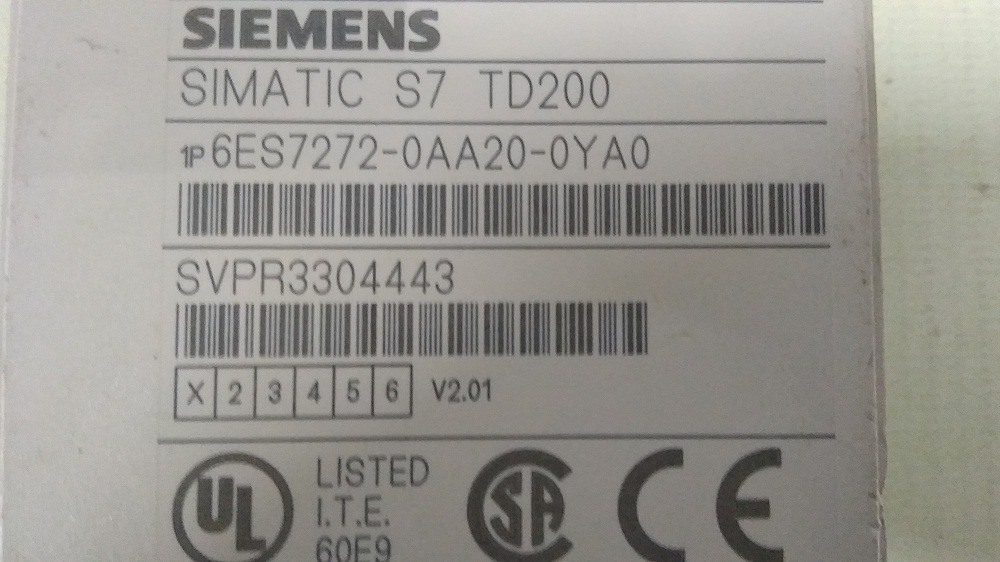 SIEMENS
SIMATIC S7 TD200
1P 6ES7272-0AA20-0YA0
SVPR3304443
X 2 3 4 5 6 V2.01
UL LISTED SA CE
I.T.E.
60E9